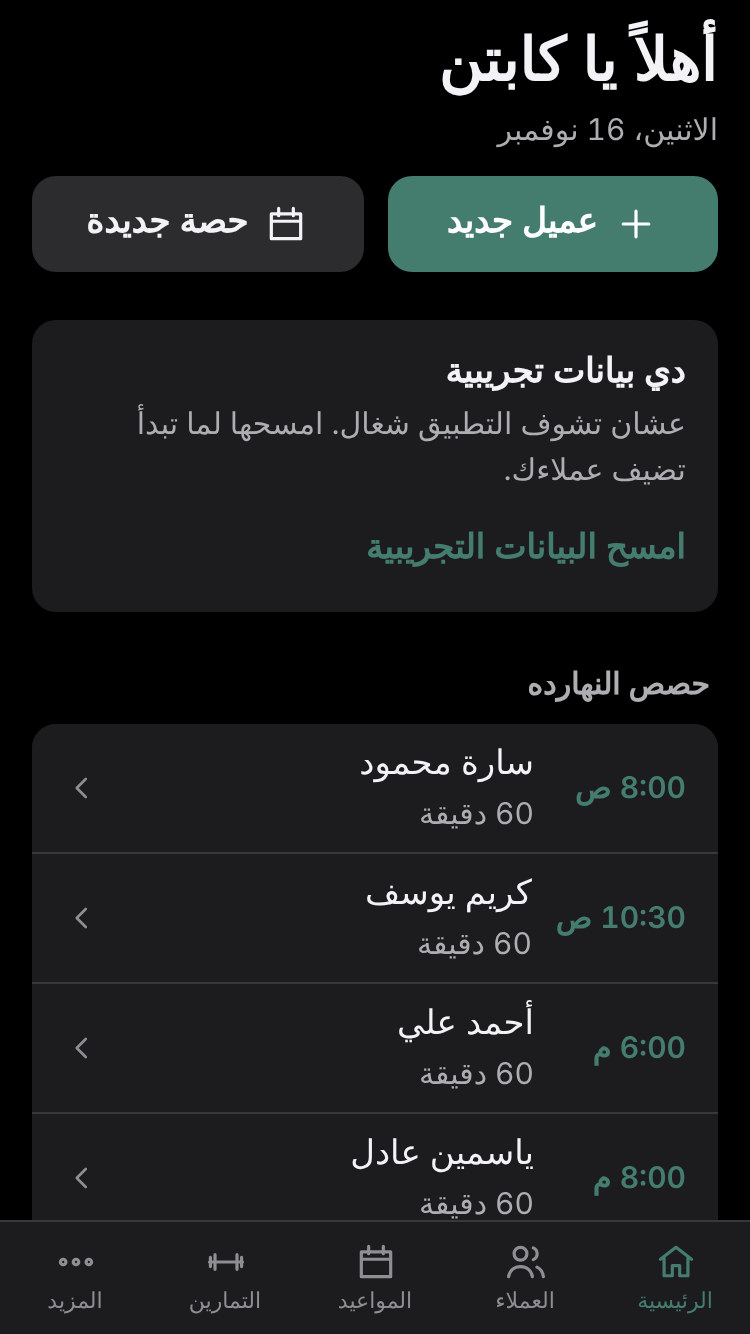 أهلاً يا كابتن
الاثنين، 16 نوفمبر
عميل جديد
حصة جديدة
دي بيانات تجريبية
عشان تشوف التطبيق شغال. امسحها لما تبدأ
تضيف عملاءك.
امسح البيانات التجريبية
حصص النهارده
8:00 ص
سارة محمود
60 دقيقة
10:30 ص
كريم يوسف
60 دقيقة
6:00 م
أحمد علي
60 دقيقة
8:00 م
ياسمين عادل
60 دقيقة
الرئيسية
العملاء
المواعيد
التمارين
المزيد